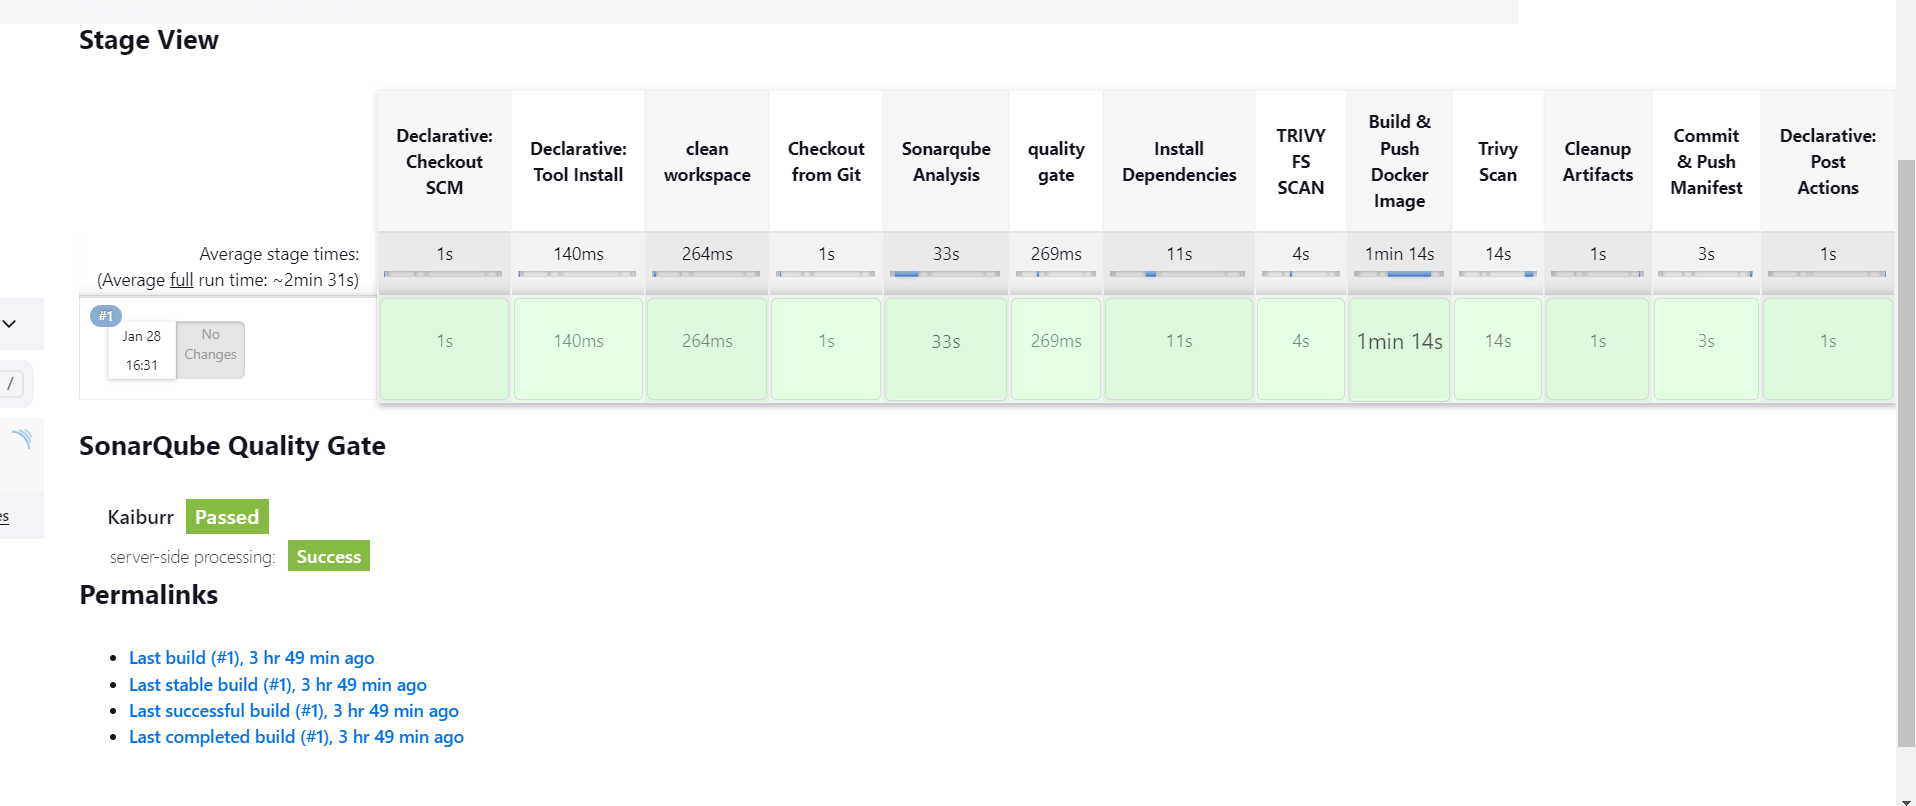 Stage View
Declarative:
Checkout
SCM
Declarative:
Tool Install
clean
workspace
Checkout
from Git
Sonarqube
Analysis
quality
gate
Install
Dependencies
TRIVY
FS
SCAN
Build &
Push
Docker
Image
Trivy
Scan
Cleanup
Artifacts
Commit
& Push
Manifest
Declarative:
Post
Actions
Average stage times:
(Average full run time: ~2min 31s)
1s
140ms
264ms
1s
33s
269ms
11s
4s
1min 14s
14s
1s
3s
1s
#1
Jan 28
16:31
No
Changes
1s
140ms
264ms
1s
33s
269ms
11s
4s
1min 14s
14s
1s
3s
1s
/
es
SonarQube Quality Gate
Kaiburr Passed
server-side processing: Success
Permalinks
Last build (#1), 3 hr 49 min ago
Last stable build (#1), 3 hr 49 min ago
Last successful build (#1), 3 hr 49 min ago
Last completed build (#1), 3 hr 49 min ago